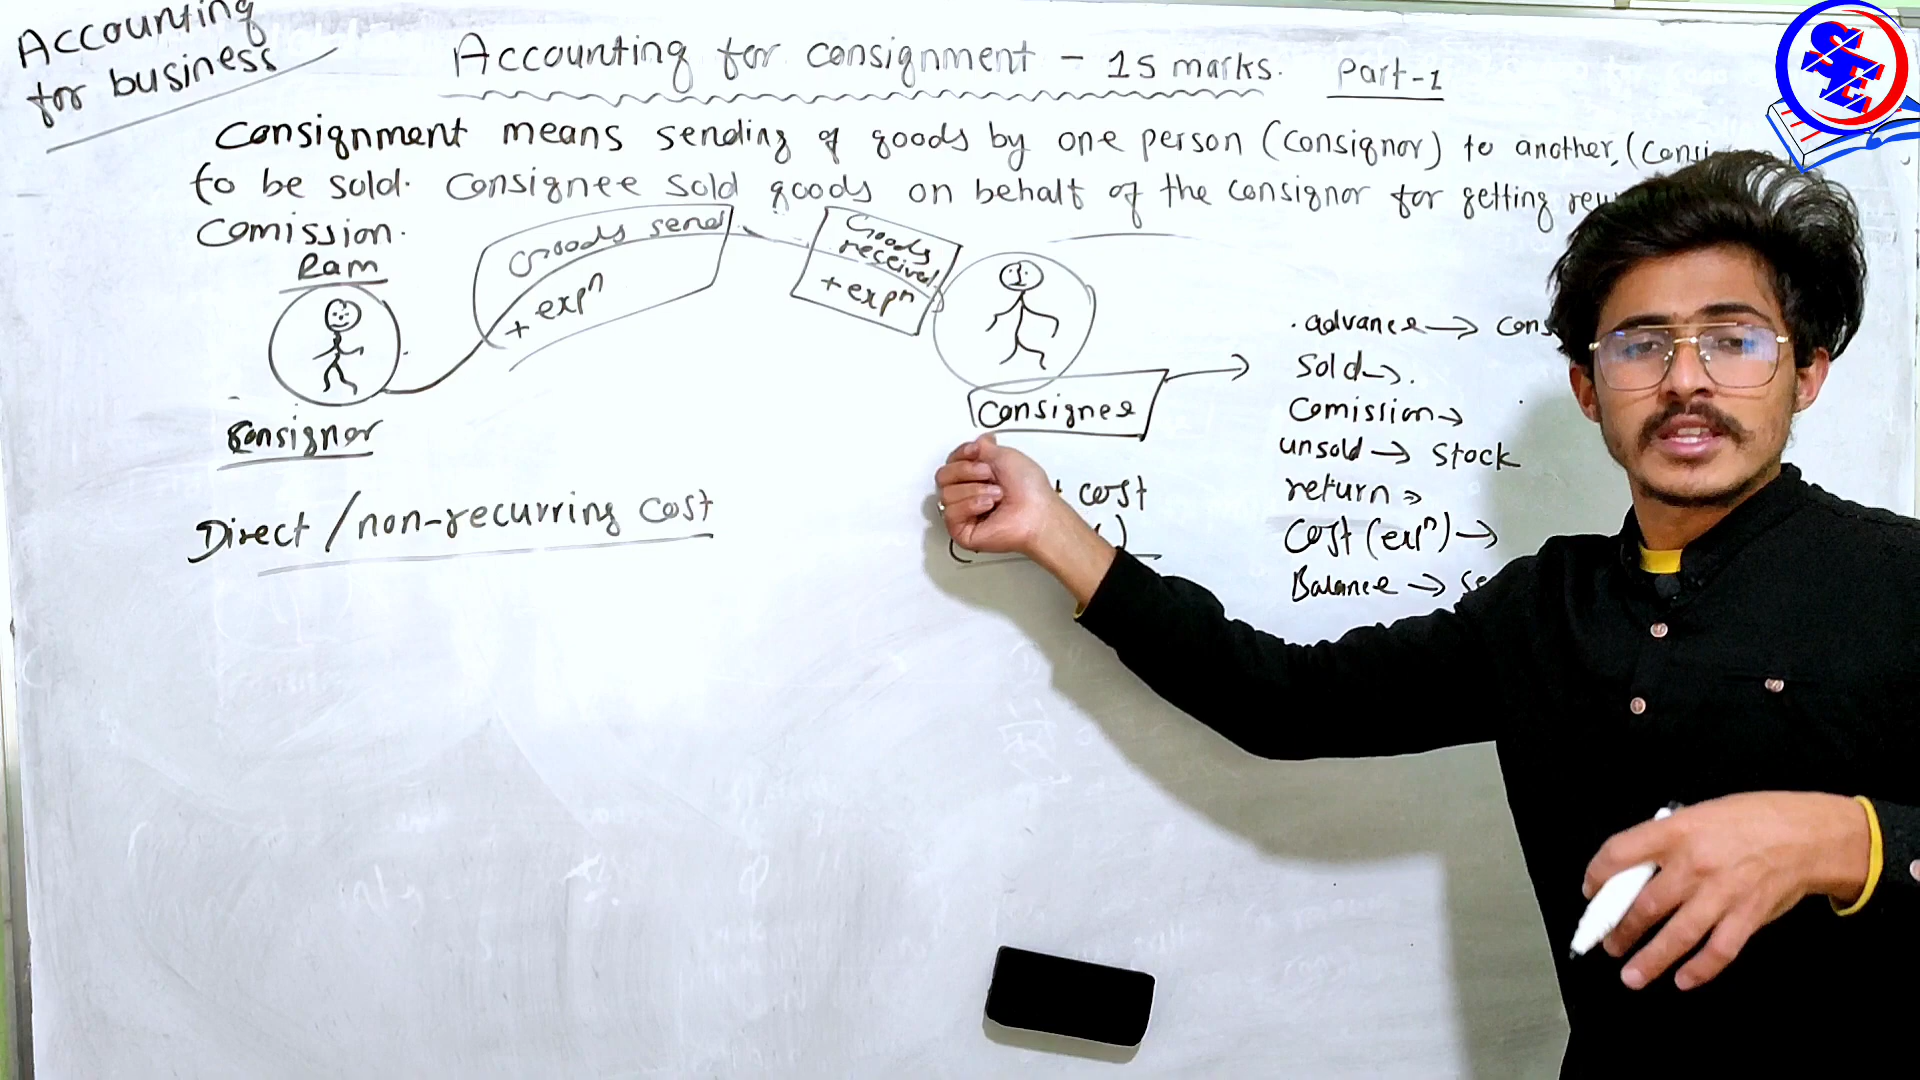 Accounting
for business
Accounting for consignment - 15 marks. Part-1
Consignment means sending of goods by one person (consignor) to another, (consi
to be sold. Consignee sold goods on behalf of the consignor for getting
Comission.
Ram
Goods send
+ expⁿ
Goods
received
+ expⁿ
Consignor
Consignee
Direct / non-recurring cost
cost
.advance →
Sold →.
Comission →
unsold → stock
return →
Cost (expⁿ) →
Balance →